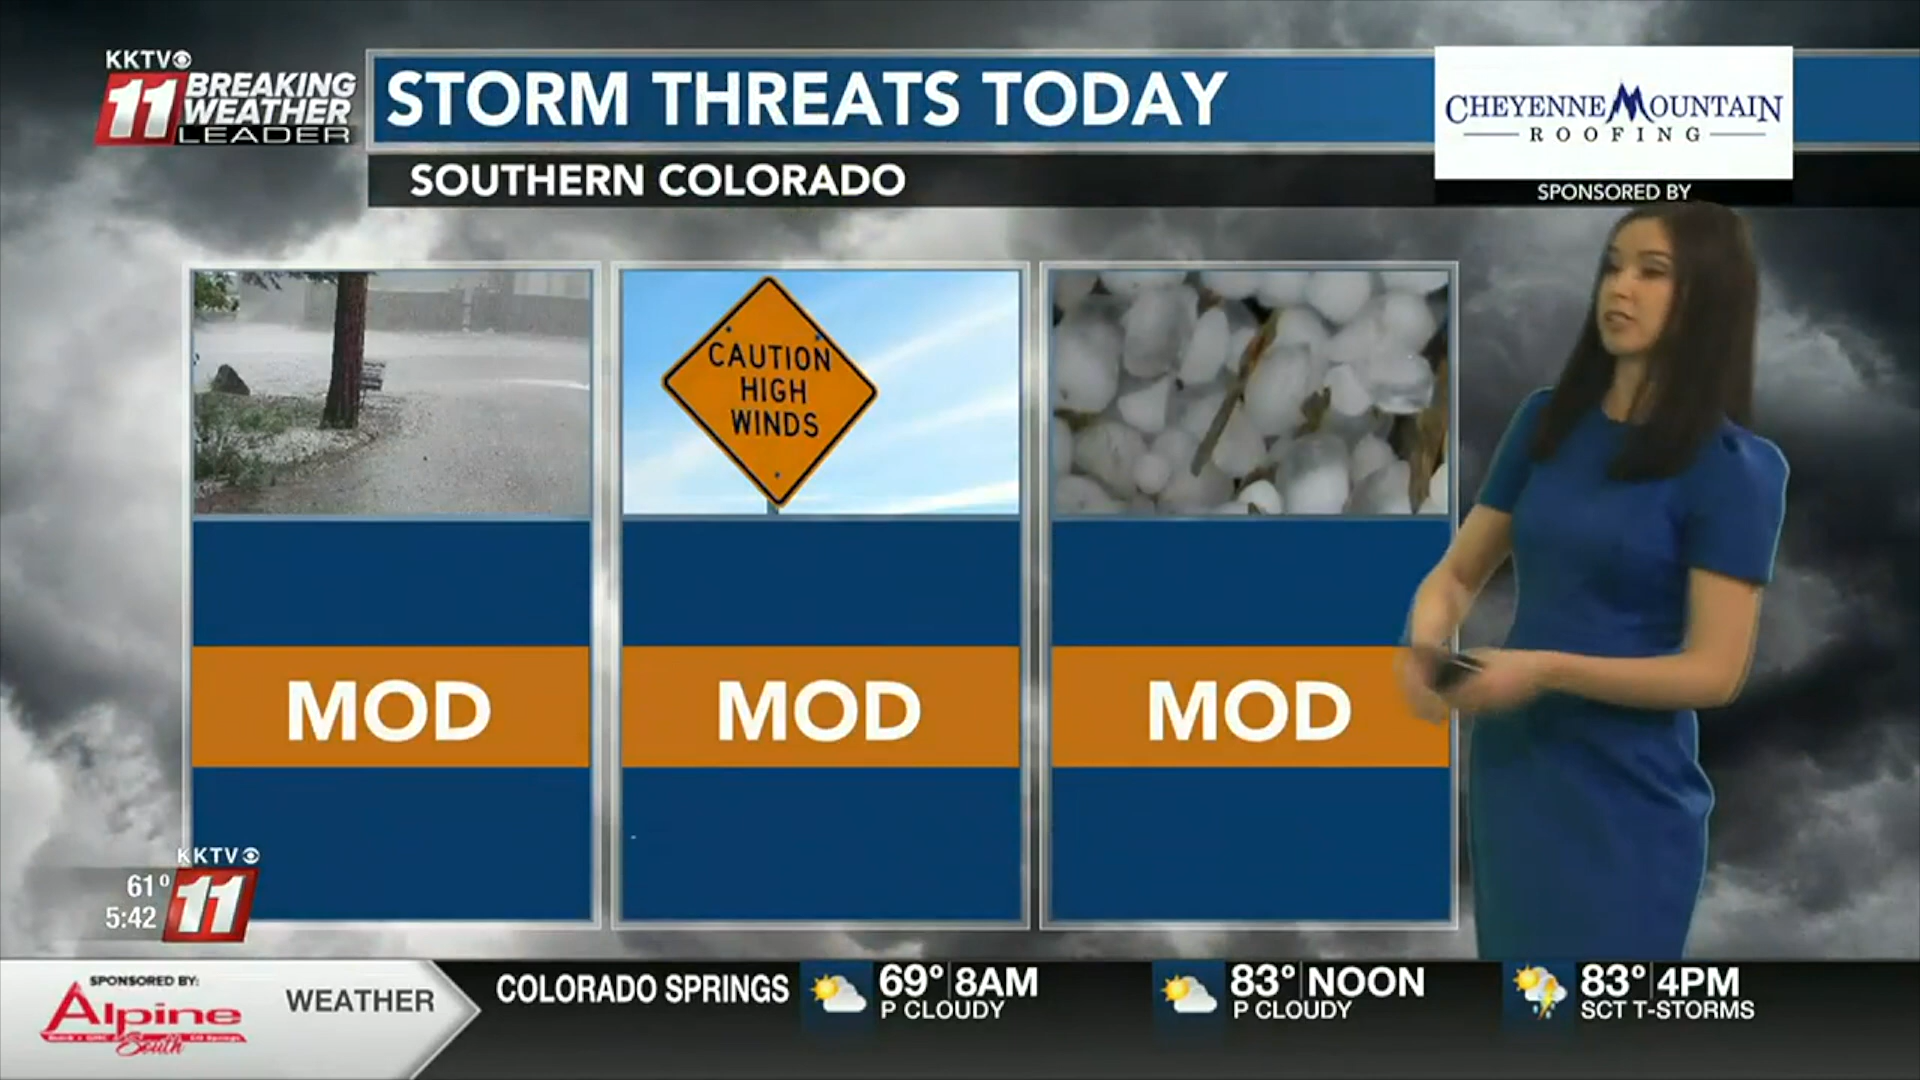 KKTV
11 BREAKING
WEATHER
LEADER
STORM THREATS TODAY
SOUTHERN COLORADO
CHEYENNE MOUNTAIN
ROOFING
SPONSORED BY
CAUTION
HIGH
WINDS
MOD
MOD
MOD
KKTV
61°
5:42
11
SPONSORED BY:
Alpine
South
WEATHER
COLORADO SPRINGS
69° 8AM
P CLOUDY
83° NOON
P CLOUDY
83° 4PM
SCT T-STORMS